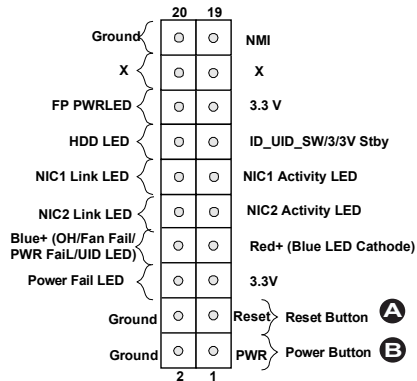 20 19
Ground NMI
X X
FP PWRLED 3.3 V
HDD LED ID_UID_SW/3/3V Stby
NIC1 Link LED NIC1 Activity LED
NIC2 Link LED NIC2 Activity LED
Blue+ (OH/Fan Fail/
PWR FaiL/UID LED) Red+ (Blue LED Cathode)
Power Fail LED 3.3V
Ground Reset Reset Button A
Ground PWR Power Button B
2 1